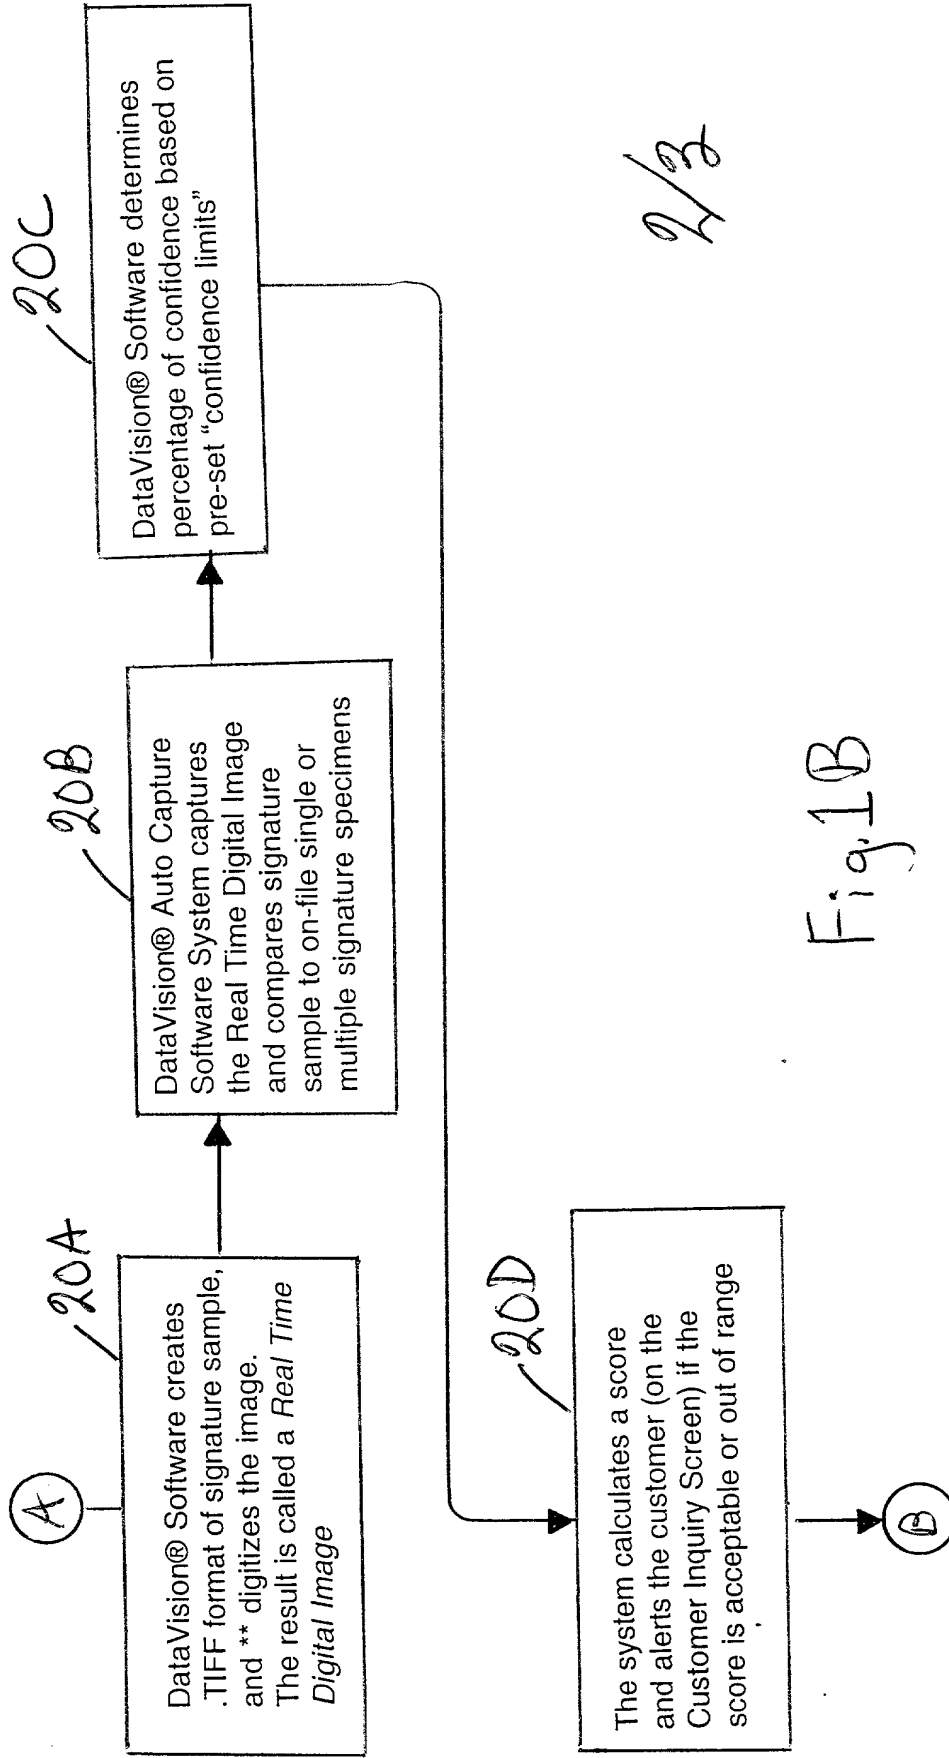 A
20A
DataVision® Software creates
.TIFF format of signature sample,
and ** digitizes the image.
The result is called a Real Time
Digital Image
20B
DataVision® Auto Capture
Software System captures
the Real Time Digital Image
and compares signature
sample to on-file single or
multiple signature specimens
20C
DataVision® Software determines
percentage of confidence based on
pre-set “confidence limits”
20D
The system calculates a score
and alerts the customer (on the
Customer Inquiry Screen) if the
score is acceptable or out of range
B
Fig. 1B
2/3